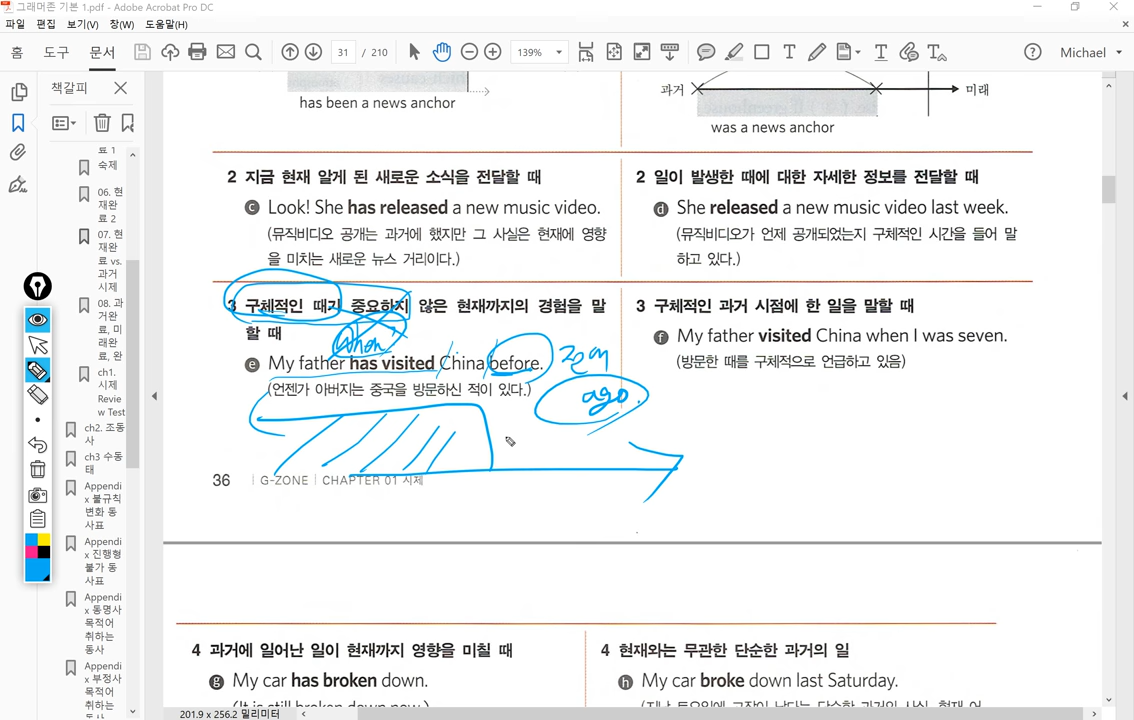 그래머존 기본 1.pdf - Adobe Acrobat Pro DC
파일 편집 보기(V) 창(W) 도움말(H)
홈 도구 문서 31 / 210 139% Michael
책갈피
료 1
숙제
06. 현
재완
료 2
07. 현
재완
료 vs.
과거
시제
08. 과
거완
료, 미
래완
료, 완
ch1.
시제
Revie
w Test
ch2. 조동
사
ch3 수동
태
Appendi
x 불규칙
변화 동
사표
Appendi
x 진행형
불가 동
사표
Appendi
x 동명사
목적어
취하는
동사
Appendi
x 부정사
목적어
취하는
동사
has been a news anchor
과거 미래
was a news anchor
2 지금 현재 알게 된 새로운 소식을 전달할 때
c Look! She has released a new music video.
(뮤직비디오 공개는 과거에 했지만 그 사실은 현재에 영향
을 미치는 새로운 뉴스 거리이다.)
2 일이 발생한 때에 대한 자세한 정보를 전달할 때
d She released a new music video last week.
(뮤직비디오가 언제 공개되었는지 구체적인 시간을 들어 말
하고 있다.)
3 구체적인 때가 중요하지 않은 현재까지의 경험을 말
할 때
when
e My father has visited China before.
전에
(언젠가 아버지는 중국을 방문하신 적이 있다.)
ago.
3 구체적인 과거 시점에 한 일을 말할 때
f My father visited China when I was seven.
(방문한 때를 구체적으로 언급하고 있음)
36 | G-ZONE | CHAPTER 01 시제
4 과거에 일어난 일이 현재까지 영향을 미칠 때
g My car has broken down.
(It is still broken down now.)
4 현재와는 무관한 단순한 과거의 일
h My car broke down last Saturday.
201.9 x 256.2 밀리미터